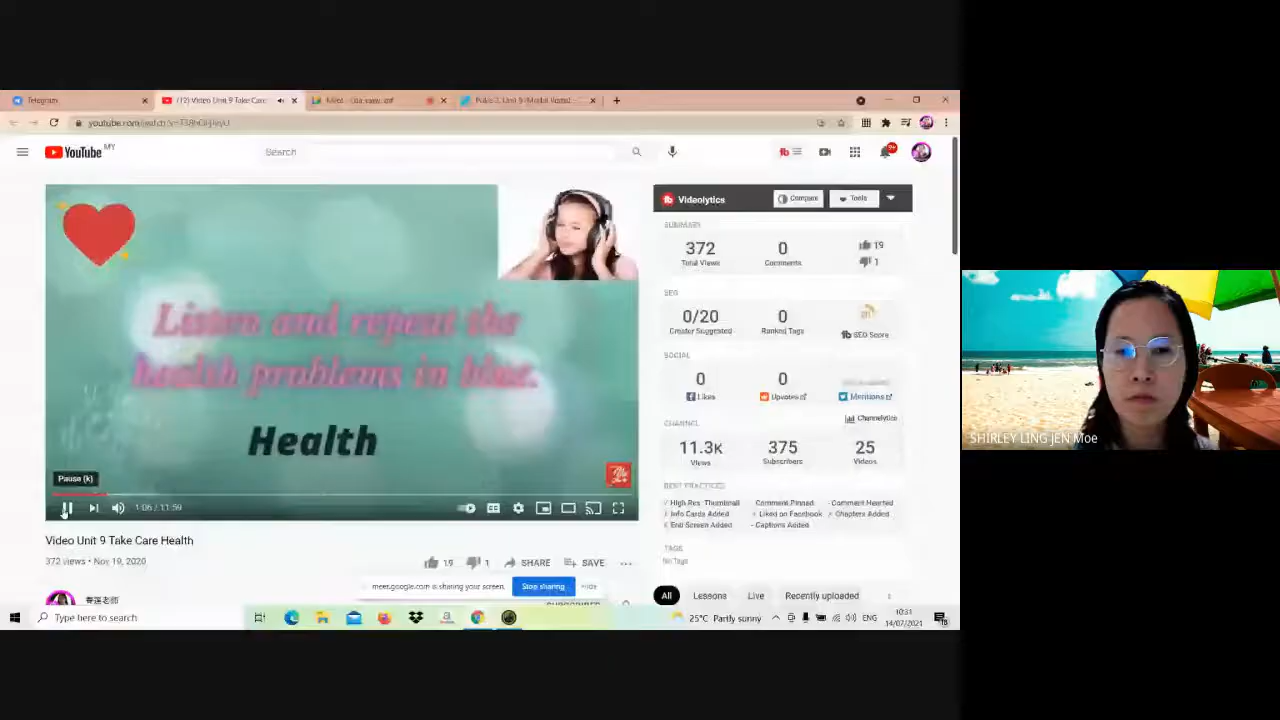 Telegram
(12) Video Unit 9 Take Care
YouTube MY
Search
9+
Listen and repeat the
health problems in blue.
Health
Pause (k)
1:06 / 11:59
Video Unit 9 Take Care Health
372 views • Nov 19, 2020
19
1
SHARE
SAVE
meet.google.com is sharing your screen.
Stop sharing
Hide
Videolytics
Compare
Tools
SUMMARY
372
Total Views
0
Comments
19
1
SEO
0/20
Creator Suggested
0
Ranked Tags
SEO Score
SOCIAL
0
Likes
0
Upvotes
Mentions
Channelytics
CHANNEL
11.3K
Views
375
Subscribers
25
Videos
BEST PRACTICES
High-Res. Thumbnail
Comment Pinned
Comment Hearted
Info Cards Added
Liked on Facebook
Chapters Added
End Screen Added
Captions Added
TAGS
No Tags
All
Lessons
Live
Recently uploaded
Type here to search
25°C Partly sunny
ENG
10:31
14/07/2021
SHIRLEY LING JEN Moe